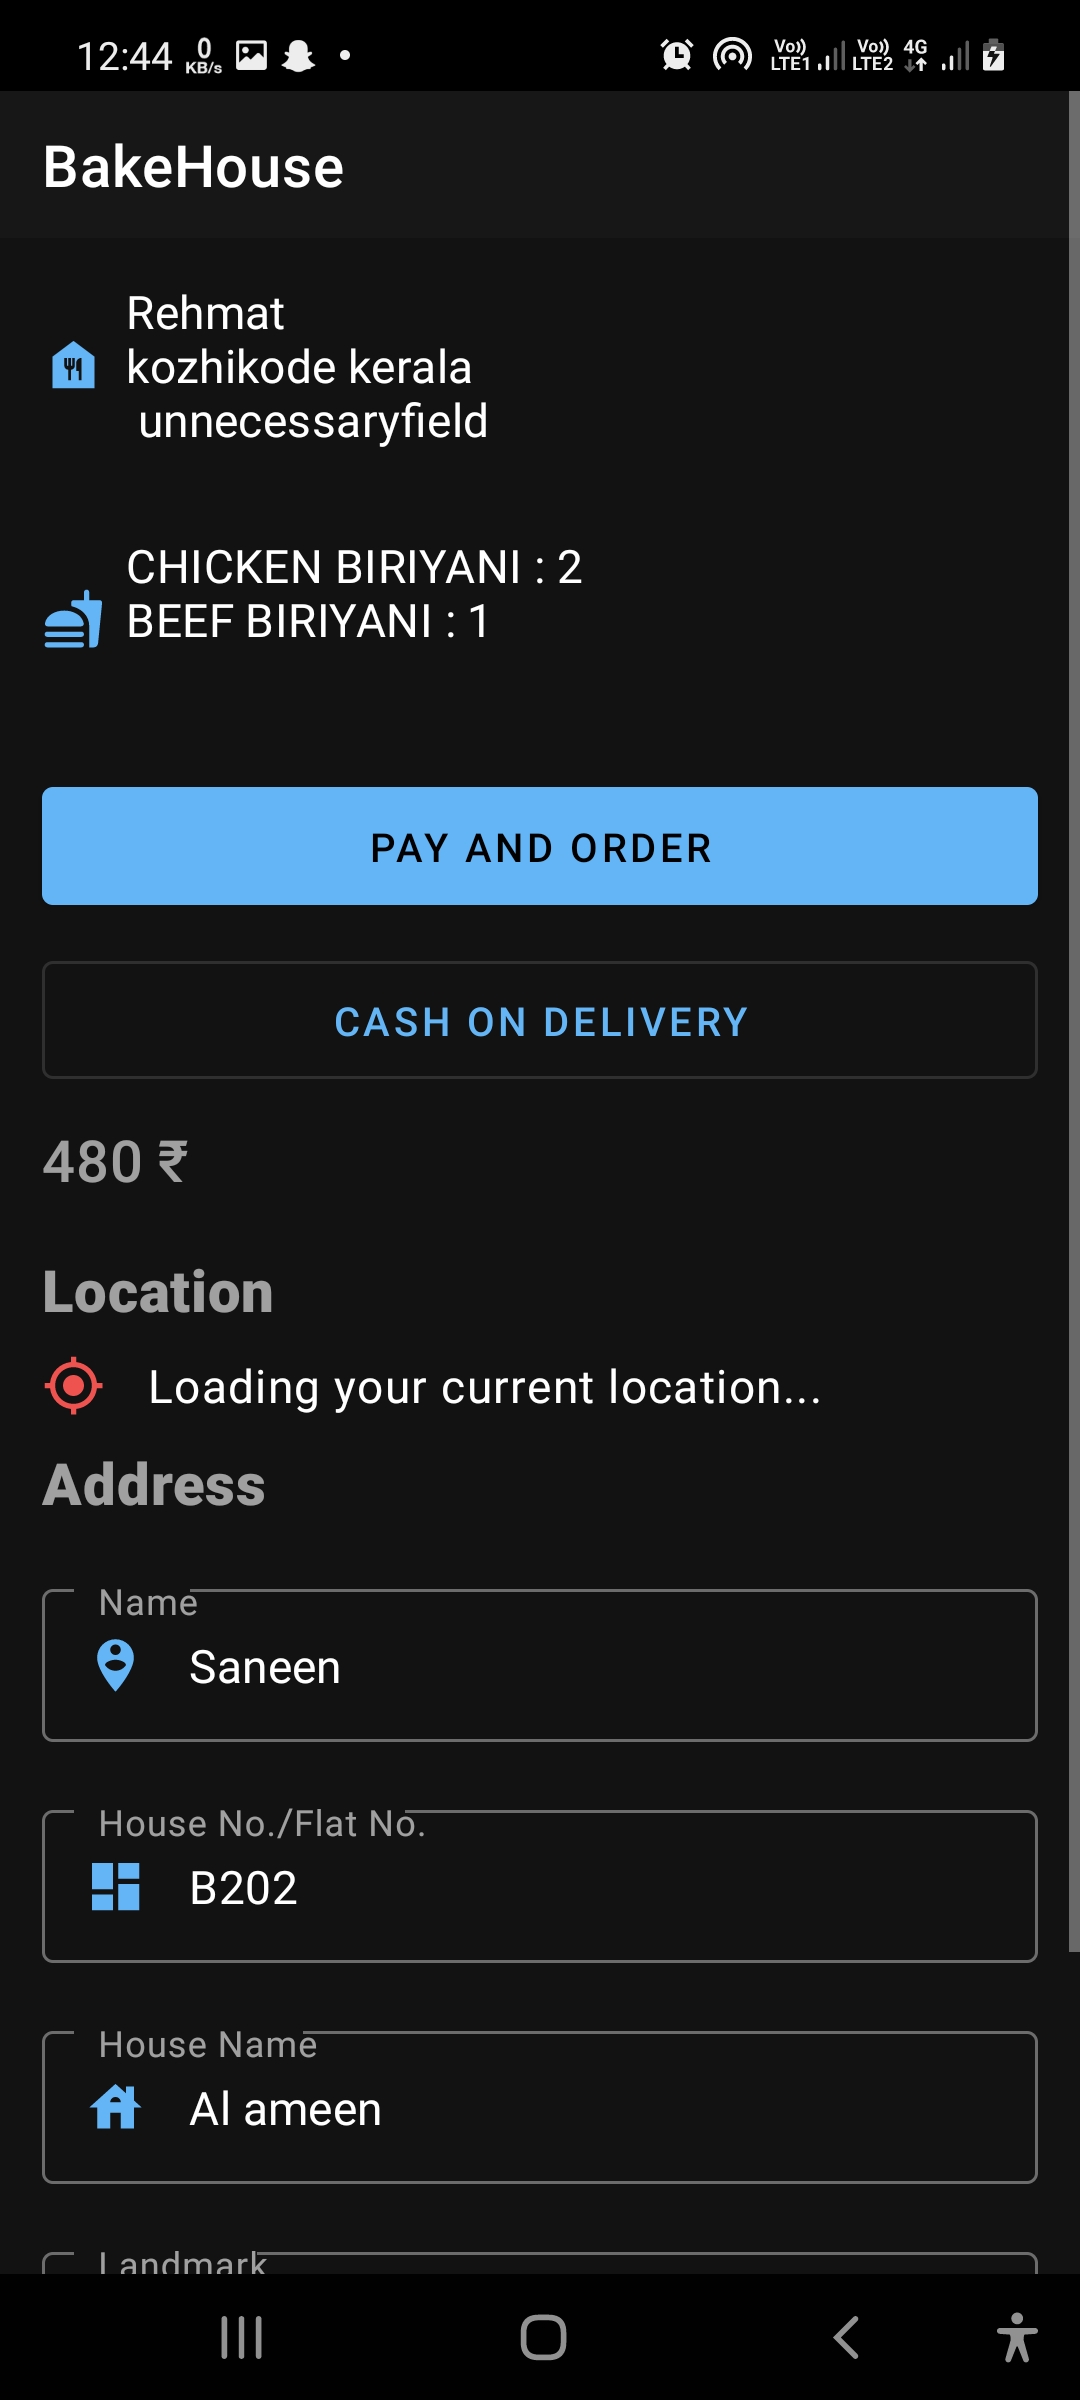 12:44 0 KB/s Vo)) LTE1 Vo)) LTE2 4G
BakeHouse
Rehmat
kozhikode kerala
unnecessaryfield
CHICKEN BIRIYANI : 2
BEEF BIRIYANI : 1
PAY AND ORDER
CASH ON DELIVERY
480 ₹
Location
Loading your current location...
Address
Name
Saneen
House No./Flat No.
B202
House Name
Al ameen
Landmark